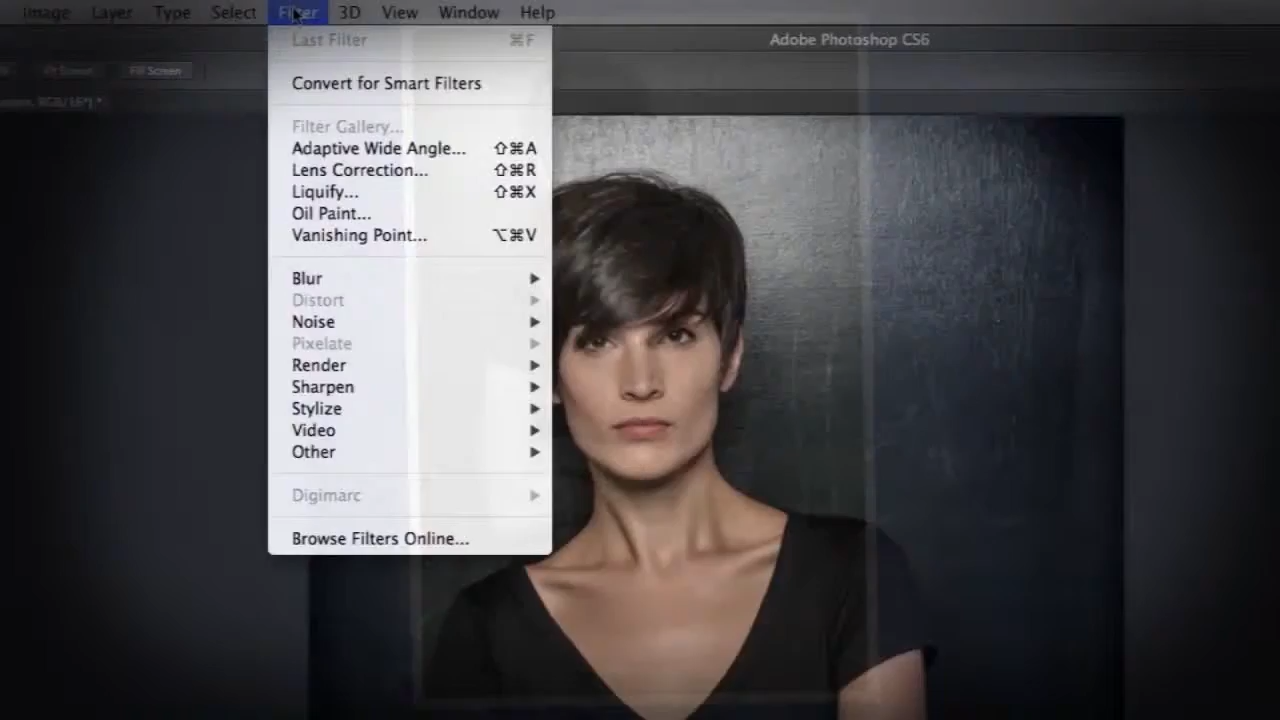 Image Layer Type Select Filter 3D View Window Help
Last Filter ⌘F
Adobe Photoshop CS6
Fill Screen
Convert for Smart Filters
Filter Gallery...
Adaptive Wide Angle... ⇧⌘A
Lens Correction... ⇧⌘R
Liquify... ⇧⌘X
Oil Paint...
Vanishing Point... ⌥⌘V
Blur
Distort
Noise
Pixelate
Render
Sharpen
Stylize
Video
Other
Digimarc
Browse Filters Online...